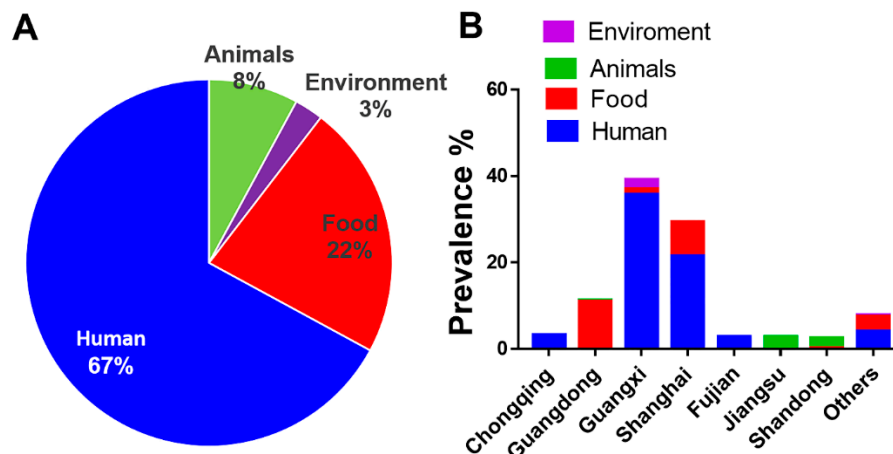 A
Animals
8%
Environment
3%
Food
22%
Human
67%
B
Enviroment
Animals
Food
Human
Prevalence %
60
40
20
0
Chongqing
Guangdong
Guangxi
Shanghai
Fujian
Jiangsu
Shandong
Others